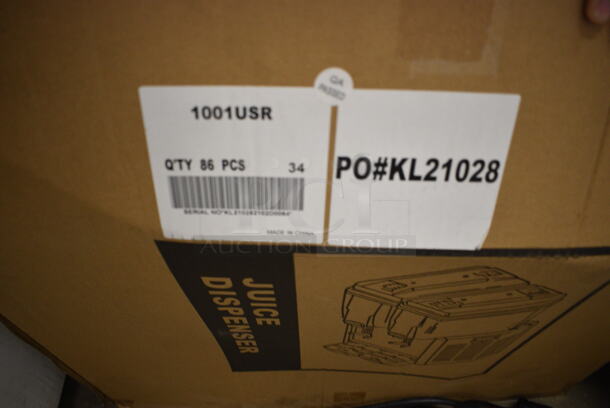 QA
PASSED
1001USR
Q'TY 86 PCS 34
PO#KL21028
MADE IN CHINA
AUCTION GROUP
JUICE
DISPENSER